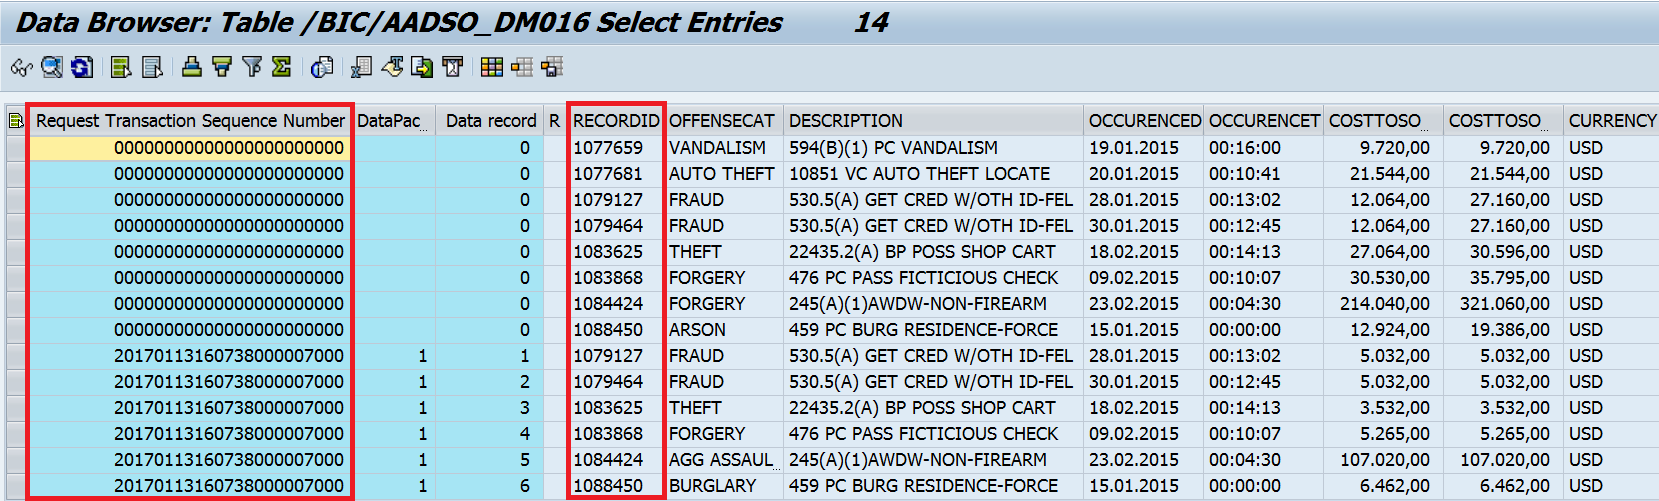 Data Browser: Table /BIC/AADSO_DM016 Select Entries 14
Request Transaction Sequence Number DataPac... Data record R RECORDID OFFENSECAT DESCRIPTION OCCURENCED OCCURENCET COSTTOSO... COSTTOSO... CURRENCY
00000000000000000000000 0 1077659 VANDALISM 594(B)(1) PC VANDALISM 19.01.2015 00:16:00 9.720,00 9.720,00 USD
00000000000000000000000 0 1077681 AUTO THEFT 10851 VC AUTO THEFT LOCATE 20.01.2015 00:10:41 21.544,00 21.544,00 USD
00000000000000000000000 0 1079127 FRAUD 530.5(A) GET CRED W/OTH ID-FEL 28.01.2015 00:13:02 12.064,00 27.160,00 USD
00000000000000000000000 0 1079464 FRAUD 530.5(A) GET CRED W/OTH ID-FEL 30.01.2015 00:12:45 12.064,00 27.160,00 USD
00000000000000000000000 0 1083625 THEFT 22435.2(A) BP POSS SHOP CART 18.02.2015 00:14:13 27.064,00 30.596,00 USD
00000000000000000000000 0 1083868 FORGERY 476 PC PASS FICTICIOUS CHECK 09.02.2015 00:10:07 30.530,00 35.795,00 USD
00000000000000000000000 0 1084424 FORGERY 245(A)(1)AWDW-NON-FIREARM 23.02.2015 00:04:30 214.040,00 321.060,00 USD
00000000000000000000000 0 1088450 ARSON 459 PC BURG RESIDENCE-FORCE 15.01.2015 00:00:00 12.924,00 19.386,00 USD
20170113160738000007000 1 1 1079127 FRAUD 530.5(A) GET CRED W/OTH ID-FEL 28.01.2015 00:13:02 5.032,00 5.032,00 USD
20170113160738000007000 1 2 1079464 FRAUD 530.5(A) GET CRED W/OTH ID-FEL 30.01.2015 00:12:45 5.032,00 5.032,00 USD
20170113160738000007000 1 3 1083625 THEFT 22435.2(A) BP POSS SHOP CART 18.02.2015 00:14:13 3.532,00 3.532,00 USD
20170113160738000007000 1 4 1083868 FORGERY 476 PC PASS FICTICIOUS CHECK 09.02.2015 00:10:07 5.265,00 5.265,00 USD
20170113160738000007000 1 5 1084424 AGG ASSAUL... 245(A)(1)AWDW-NON-FIREARM 23.02.2015 00:04:30 107.020,00 107.020,00 USD
20170113160738000007000 1 6 1088450 BURGLARY 459 PC BURG RESIDENCE-FORCE 15.01.2015 00:00:00 6.462,00 6.462,00 USD